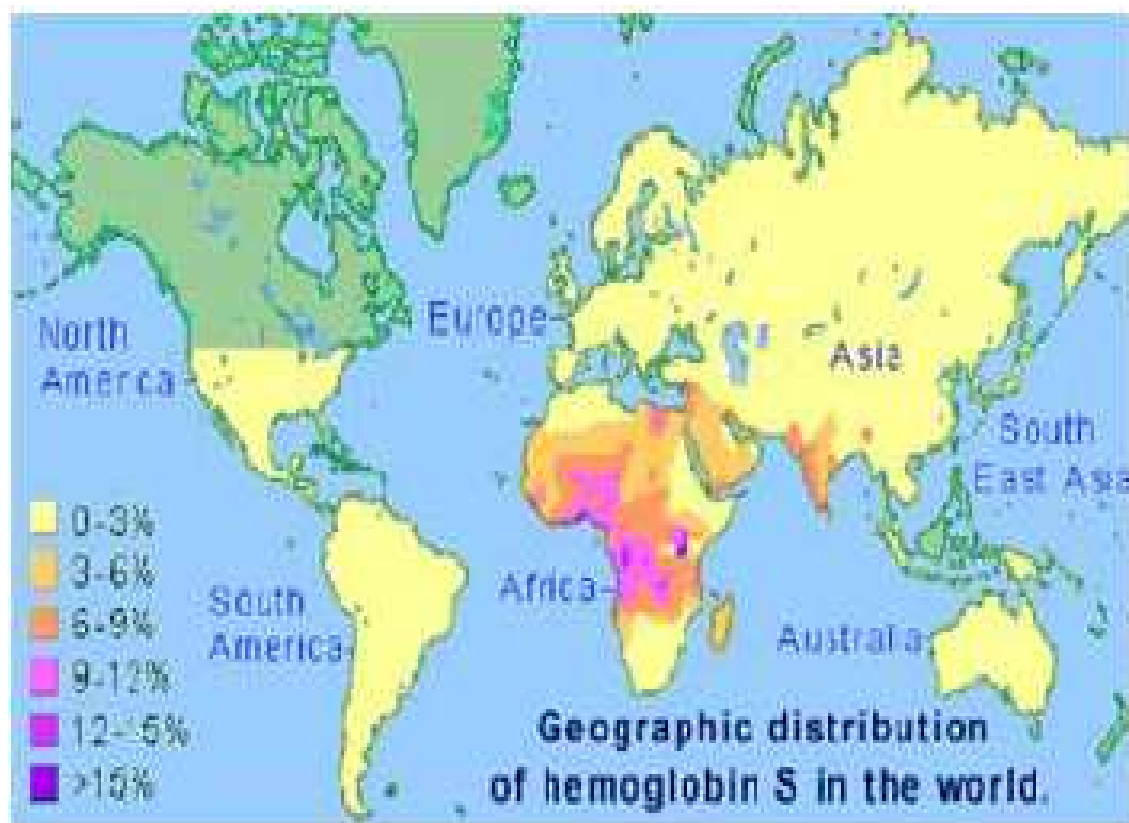 North
America
Europe
Asia
South
East Asia
0-3%
3-6%
6-9%
9-12%
12-15%
>15%
South
America
Africa
Australia
Geographic distribution
of hemoglobin S in the world.